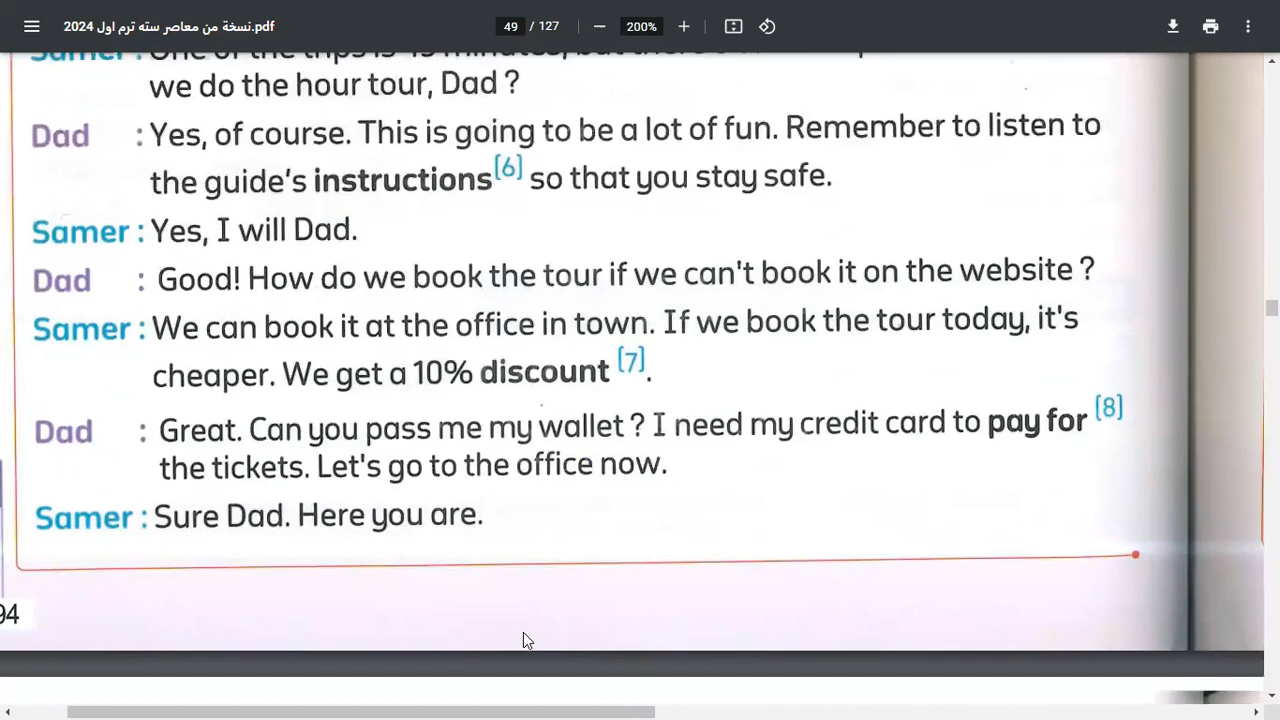 نسخة من معاصر سته ترم اول 2024.pdf
49 / 127
200%
we do the hour tour, Dad ?
Dad : Yes, of course. This is going to be a lot of fun. Remember to listen to
the guide's instructions [6] so that you stay safe.
Samer : Yes, I will Dad.
Dad : Good! How do we book the tour if we can't book it on the website ?
Samer : We can book it at the office in town. If we book the tour today, it's
cheaper. We get a 10% discount [7].
Dad : Great. Can you pass me my wallet ? I need my credit card to pay for [8]
the tickets. Let's go to the office now.
Samer : Sure Dad. Here you are.
94